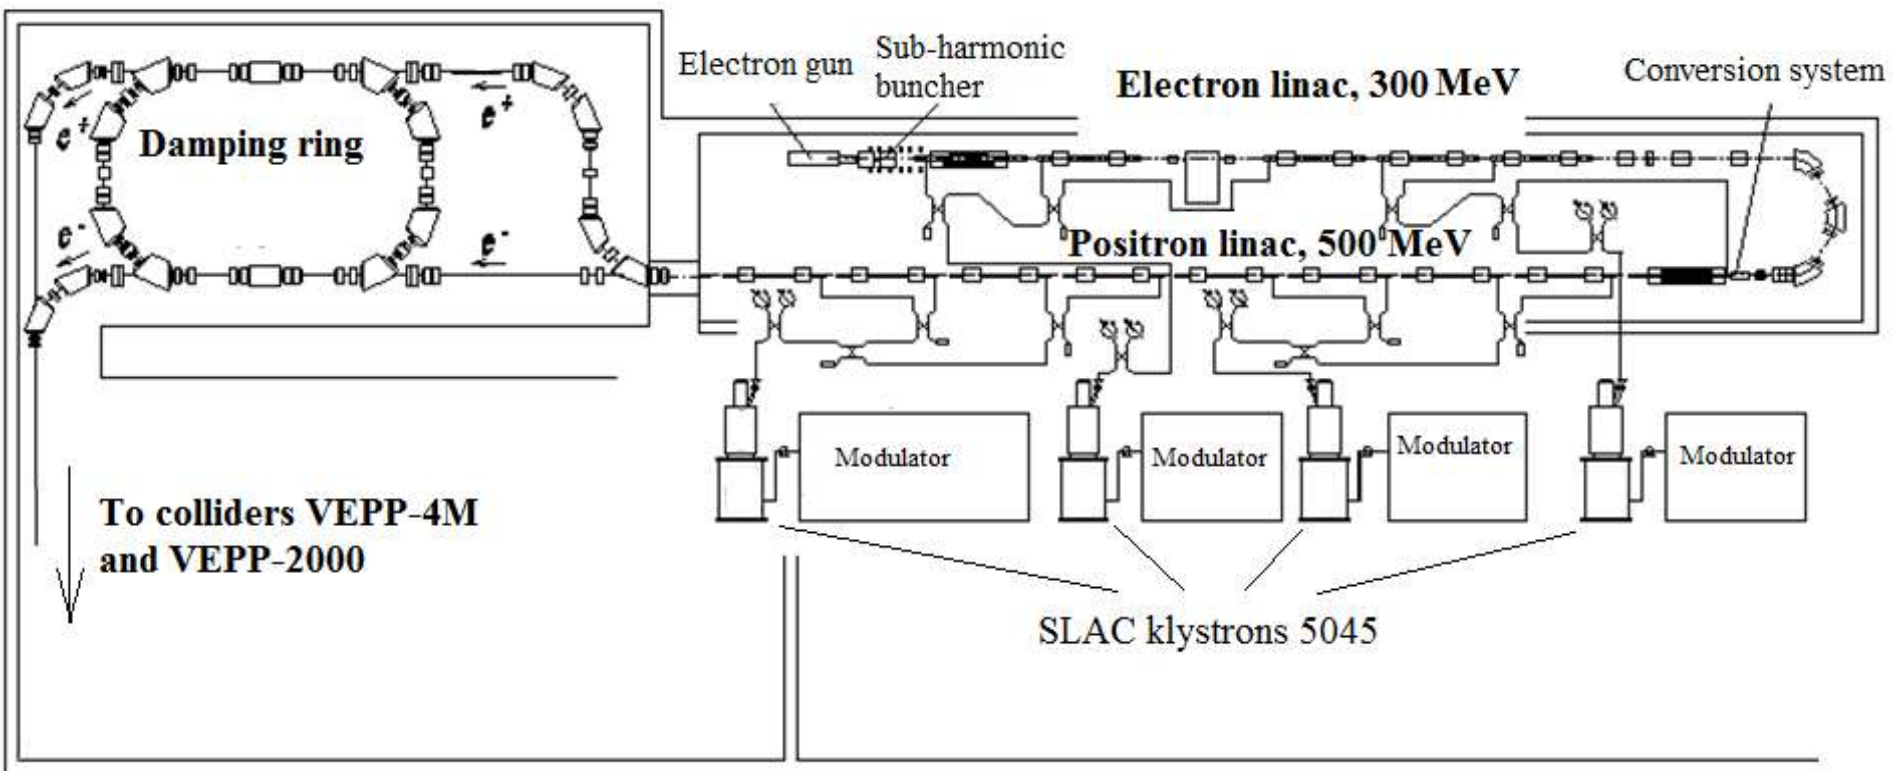 Electron gun
Sub-harmonic
buncher
Electron linac, 300 MeV
Conversion system
e+
e+
Damping ring
e-
e-
Positron linac, 500 MeV
Modulator
Modulator
Modulator
Modulator
To colliders VEPP-4M
and VEPP-2000
SLAC klystrons 5045